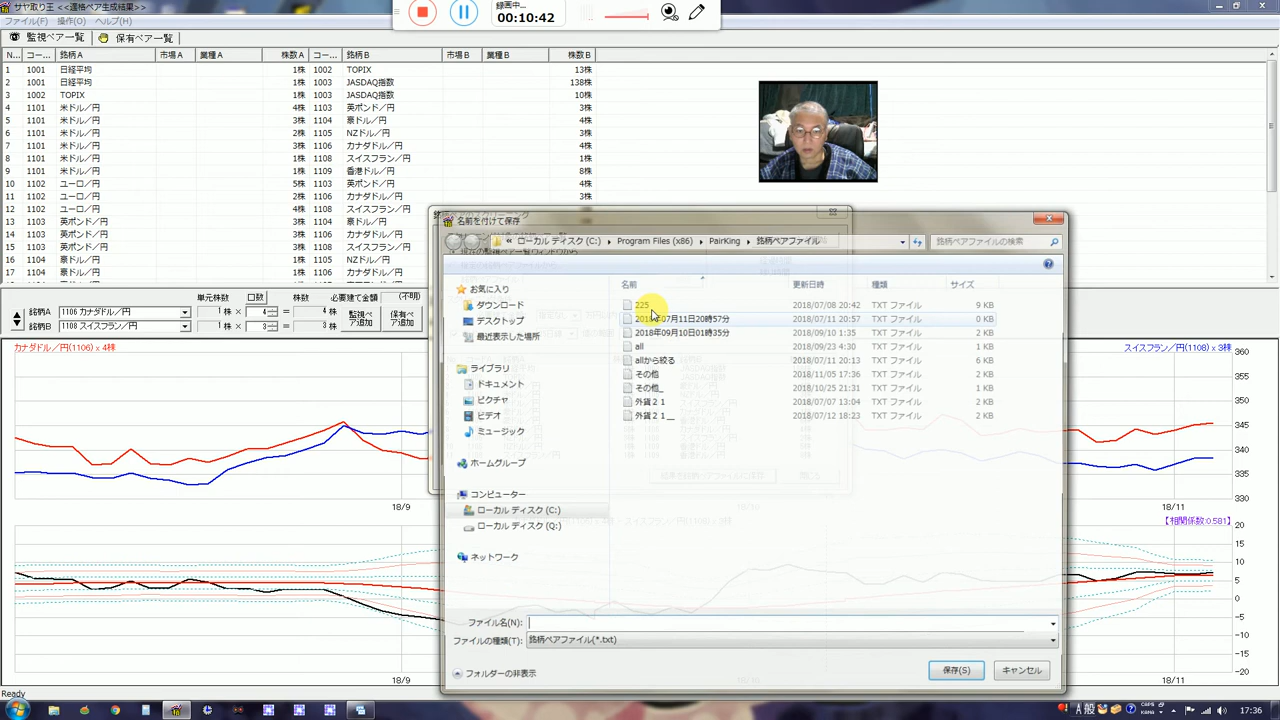 サヤ取り王 <<適格ペア生成結果>>
ファイル(F) 操作(O) ヘルプ(H)
録画中...
00:10:42
監視ペア一覧 保有ペア一覧
N... コー... 銘柄A 市場A 業種A 株数A コー... 銘柄B 市場B 業種B 株数B
1 1001 日経平均 1株 1002 TOPIX 13株
2 1001 日経平均 1株 1003 JASDAQ指数 138株
3 1002 TOPIX 1株 1003 JASDAQ指数 10株
4 1101 米ドル／円 4株 1103 英ポンド／円 3株
5 1101 米ドル／円 3株 1104 豪ドル／円 4株
6 1101 米ドル／円 2株 1105 NZドル／円 3株
7 1101 米ドル／円 3株 1106 カナダドル／円 4株
8 1101 米ドル／円 1株 1108 スイスフラン／円 1株
9 1101 米ドル／円 1株 1109 香港ドル／円 8株
10 1102 ユーロ／円 5株 1103 英ポンド／円 4株
11 1102 ユーロ／円 2株 1106 カナダドル／円 3株
12 1102 ユーロ／円 1108 スイスフラン／円
13 1103 英ポンド／円 1104 豪ドル／円
14 1103 英ポンド／円 1106 カナダドル／円
15 1103 英ポンド／円 1108 スイスフラン／円
16 1104 豪ドル／円 1105 NZドル／円
17 1104 豪ドル／円 1106 カナダドル／円
単元株数 口数 株数 必要建て金額 (不明)
銘柄A 1106 カナダドル／円 1株 × 4 = 4株
銘柄B 1108 スイスフラン／円 1株 × 3 = 3株
監視ペア追加 保有ペア追加
カナダドル／円(1106) x 4株
スイスフラン／円(1108) x 3株
360
355
350
345
340
335
330
18/9 18/9 18/11 18/11
【相関係数:0.581】
20
15
10
5
0
-5
-10
-15
-20
18/9 18/11
名前を付けて保存
« ローカル ディスク (C:) Program Files (x86) PairKing 銘柄ペアファイル
銘柄ペアファイルの検索
名前 更新日時 種類 サイズ
お気に入り
ダウンロード
デスクトップ
最近表示した場所
ライブラリ
ドキュメント
ピクチャ
ビデオ
ミュージック
ホームグループ
コンピューター
ローカル ディスク (C:)
ローカル ディスク (Q:)
ネットワーク
225 2018/07/08 20:42 TXT ファイル 9 KB
2018年07月11日20時57分 2018/07/11 20:57 TXT ファイル 0 KB
2018年09月10日01時35分 2018/09/10 1:35 TXT ファイル 2 KB
all 2018/09/23 4:30 TXT ファイル 1 KB
allから絞る 2018/07/11 20:13 TXT ファイル 6 KB
その他 2018/11/05 17:36 TXT ファイル 2 KB
その他_ 2018/10/25 21:31 TXT ファイル 1 KB
外貨２１ 2018/07/07 13:04 TXT ファイル 2 KB
外貨２１__ 2018/07/12 18:23 TXT ファイル 2 KB
ファイル名(N):
ファイルの種類(T): 銘柄ペアファイル(*.txt)
フォルダーの非表示
保存(S) キャンセル
Ready
A 般
CAPS
KANA
17:36